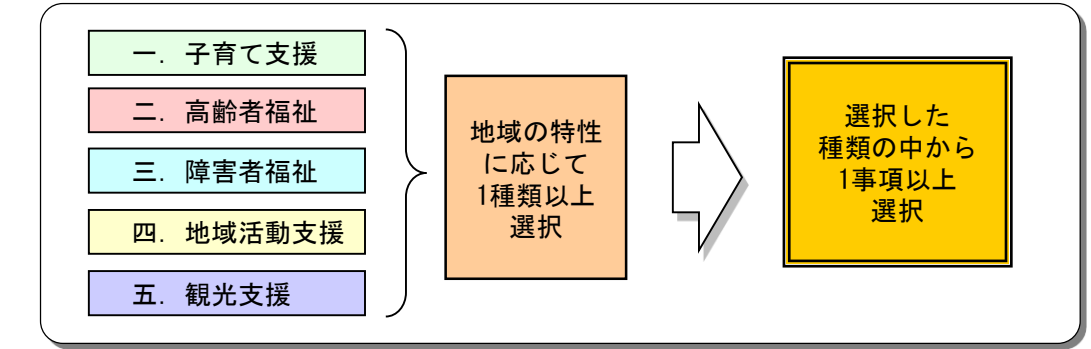 一．子育て支援
二．高齢者福祉
三．障害者福祉
四．地域活動支援
五．観光支援
地域の特性
に応じて
1種類以上
選択
選択した
種類の中から
1事項以上
選択